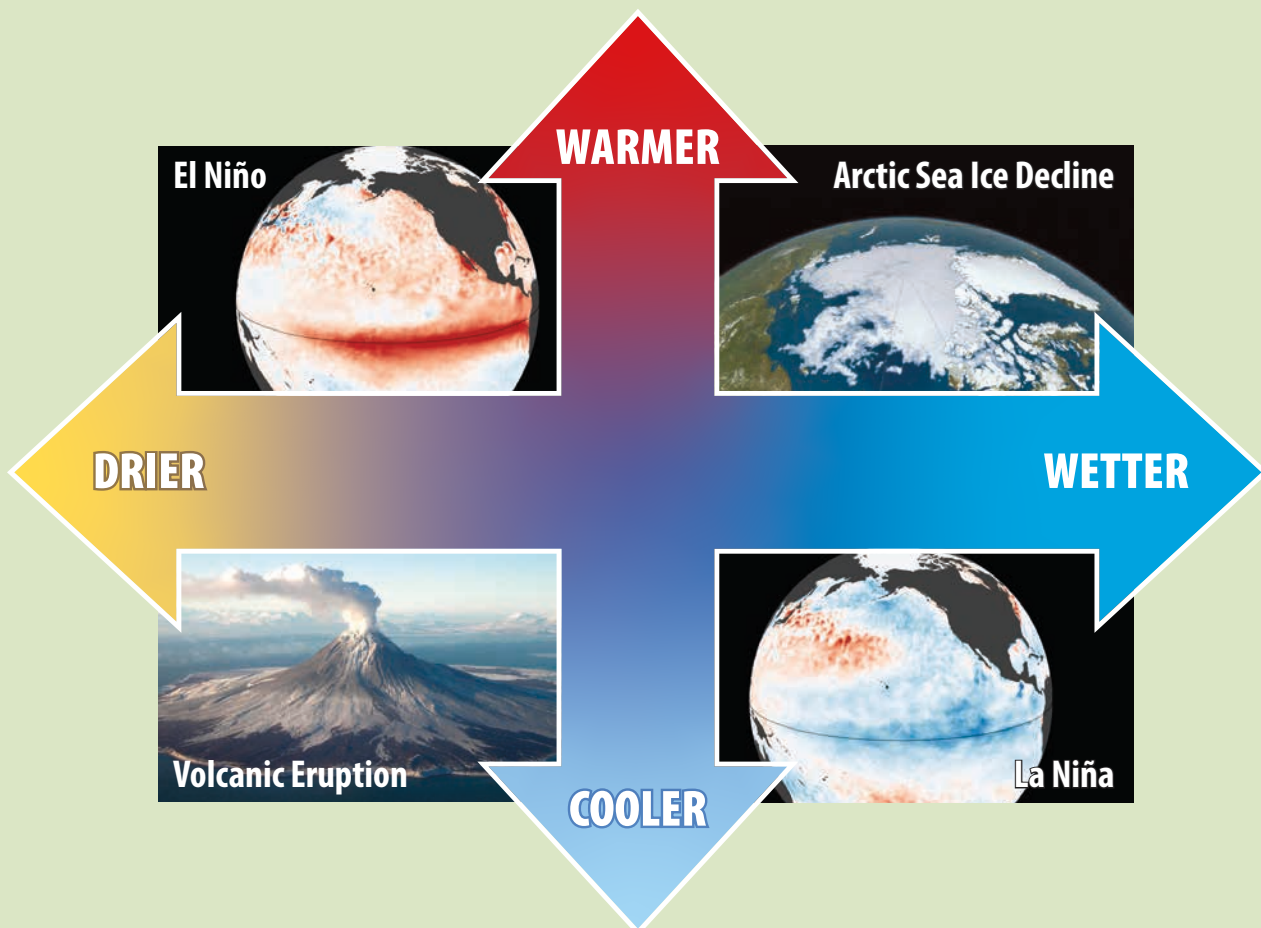 WARMER
El Niño
Arctic Sea Ice Decline
DRIER
WETTER
Volcanic Eruption
La Niña
COOLER